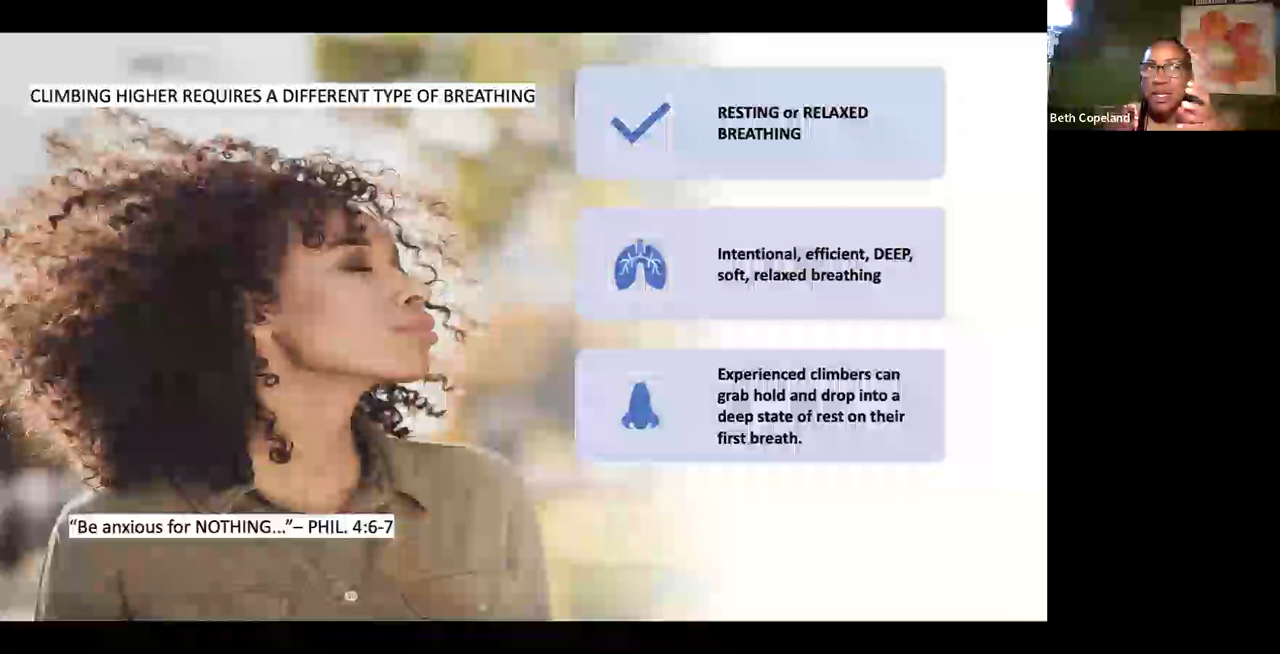 CLIMBING HIGHER REQUIRES A DIFFERENT TYPE OF BREATHING
RESTING or RELAXED
BREATHING
Intentional, efficient, DEEP,
soft, relaxed breathing
Experienced climbers can
grab hold and drop into a
deep state of rest on their
first breath.
“Be anxious for NOTHING...”– PHIL. 4:6-7
Beth Copeland